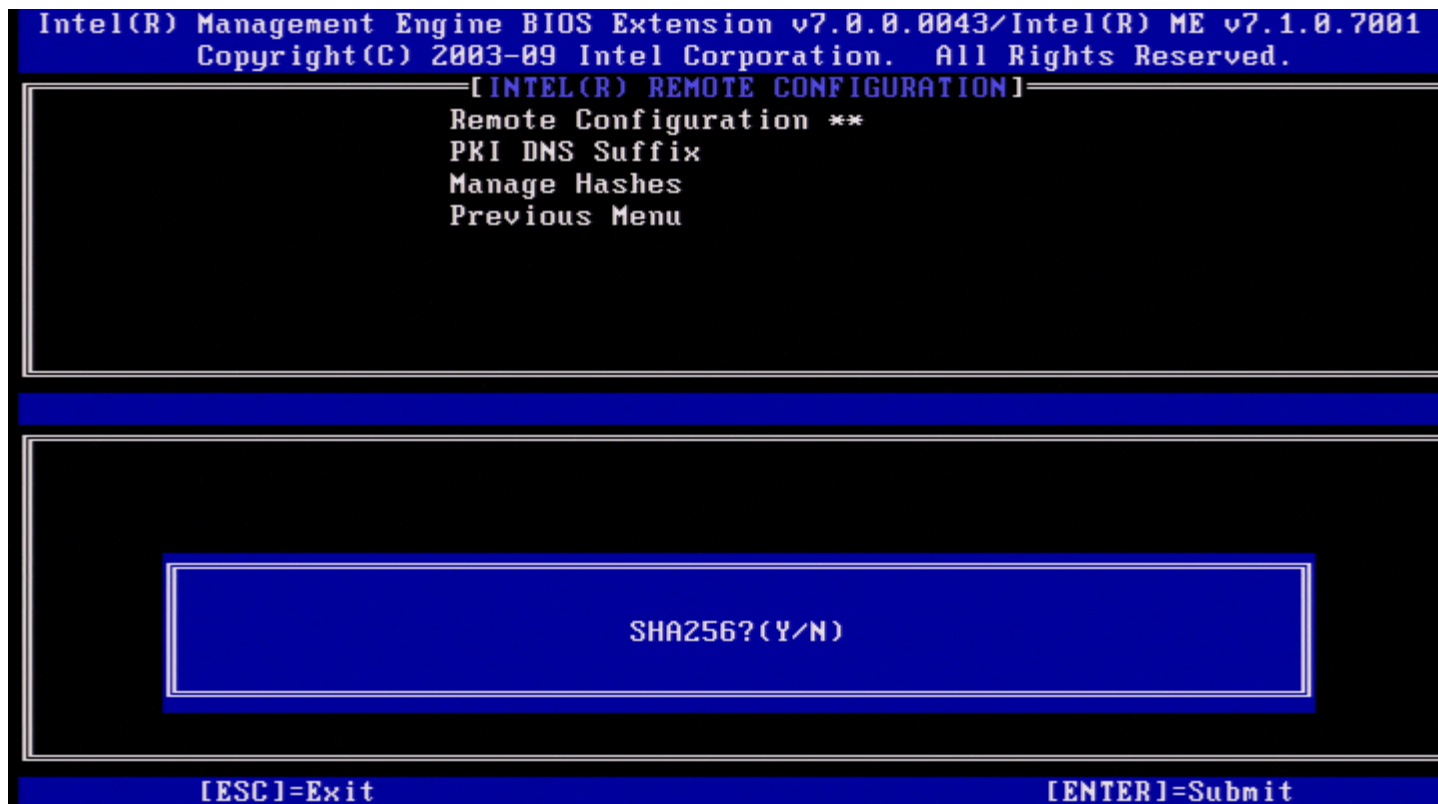 Intel(R) Management Engine BIOS Extension v7.0.0.0043/Intel(R) ME v7.1.0.7001
Copyright(C) 2003-09 Intel Corporation. All Rights Reserved.
[INTEL(R) REMOTE CONFIGURATION]
Remote Configuration **
PKI DNS Suffix
Manage Hashes
Previous Menu
SHA256?(Y/N)
[ESC]=Exit [ENTER]=Submit